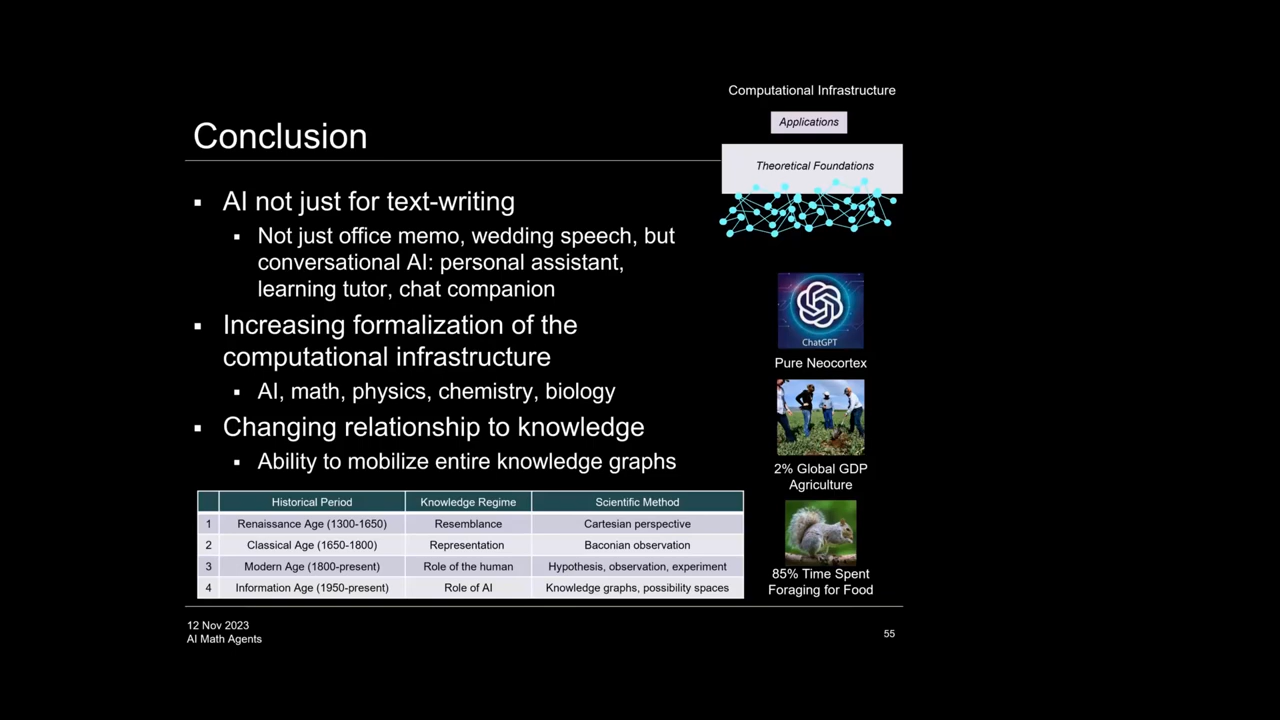 Computational Infrastructure
Applications
Theoretical Foundations
Conclusion
▪ AI not just for text-writing
▪ Not just office memo, wedding speech, but
conversational AI: personal assistant,
learning tutor, chat companion
▪ Increasing formalization of the
computational infrastructure
▪ AI, math, physics, chemistry, biology
▪ Changing relationship to knowledge
▪ Ability to mobilize entire knowledge graphs
ChatGPT
Pure Neocortex
2% Global GDP
Agriculture
85% Time Spent
Foraging for Food
Historical Period Knowledge Regime Scientific Method
1 Renaissance Age (1300-1650) Resemblance Cartesian perspective
2 Classical Age (1650-1800) Representation Baconian observation
3 Modern Age (1800-present) Role of the human Hypothesis, observation, experiment
4 Information Age (1950-present) Role of AI Knowledge graphs, possibility spaces
12 Nov 2023
AI Math Agents
55